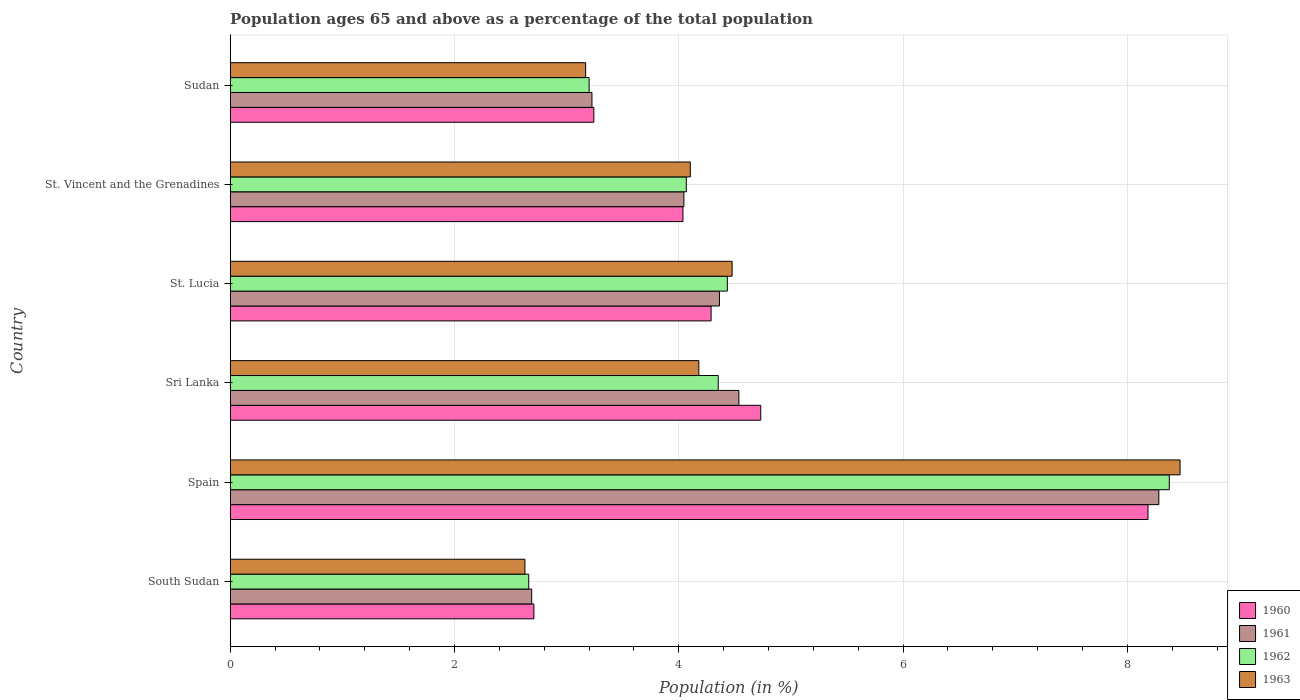 Population ages 65 and above as a percentage of the total population
Country
Sudan
St. Vincent and the Grenadines
St. Lucia
Sri Lanka
Spain
South Sudan
0
2
4
6
8
Population (in %)
1960
1961
1962
1963